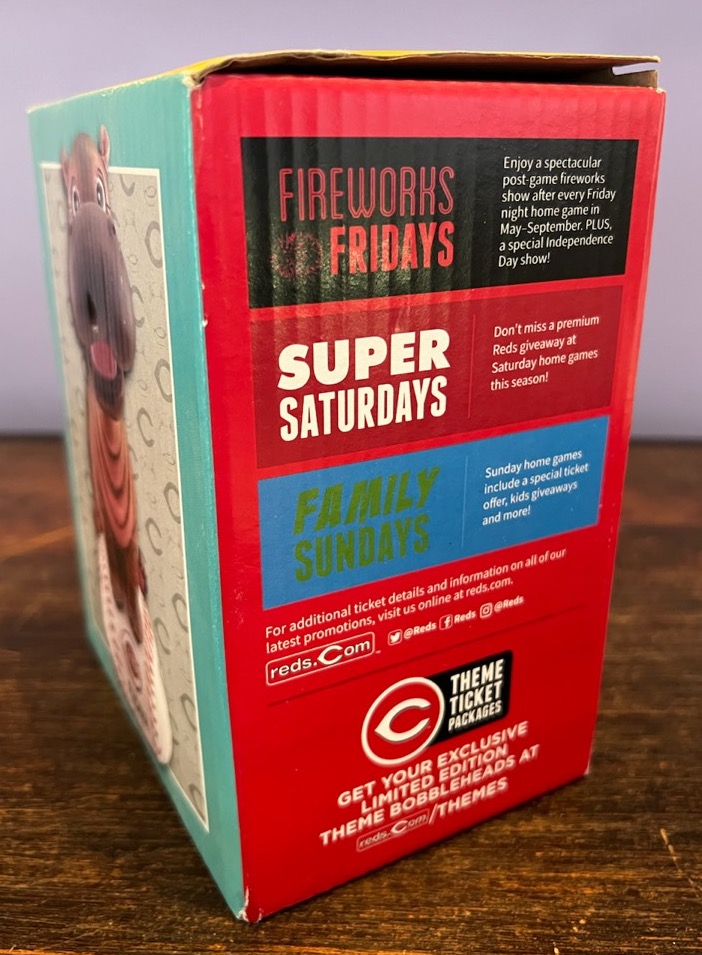 FIREWORKS
FRIDAYS
Enjoy a spectacular
post-game fireworks
show after every Friday
night home game in
May–September. PLUS,
a special Independence
Day show!
SUPER
SATURDAYS
Don't miss a premium
Reds giveaway at
Saturday home games
this season!
FAMILY
SUNDAYS
Sunday home games
include a special ticket
offer, kids giveaways
and more!
For additional ticket details and information on all of our
latest promotions, visit us online at reds.com.
reds.Com @Reds Reds @Reds
C
THEME
TICKET
PACKAGES
GET YOUR EXCLUSIVE
LIMITED EDITION
THEME BOBBLEHEADS AT
reds.Com/THEMES